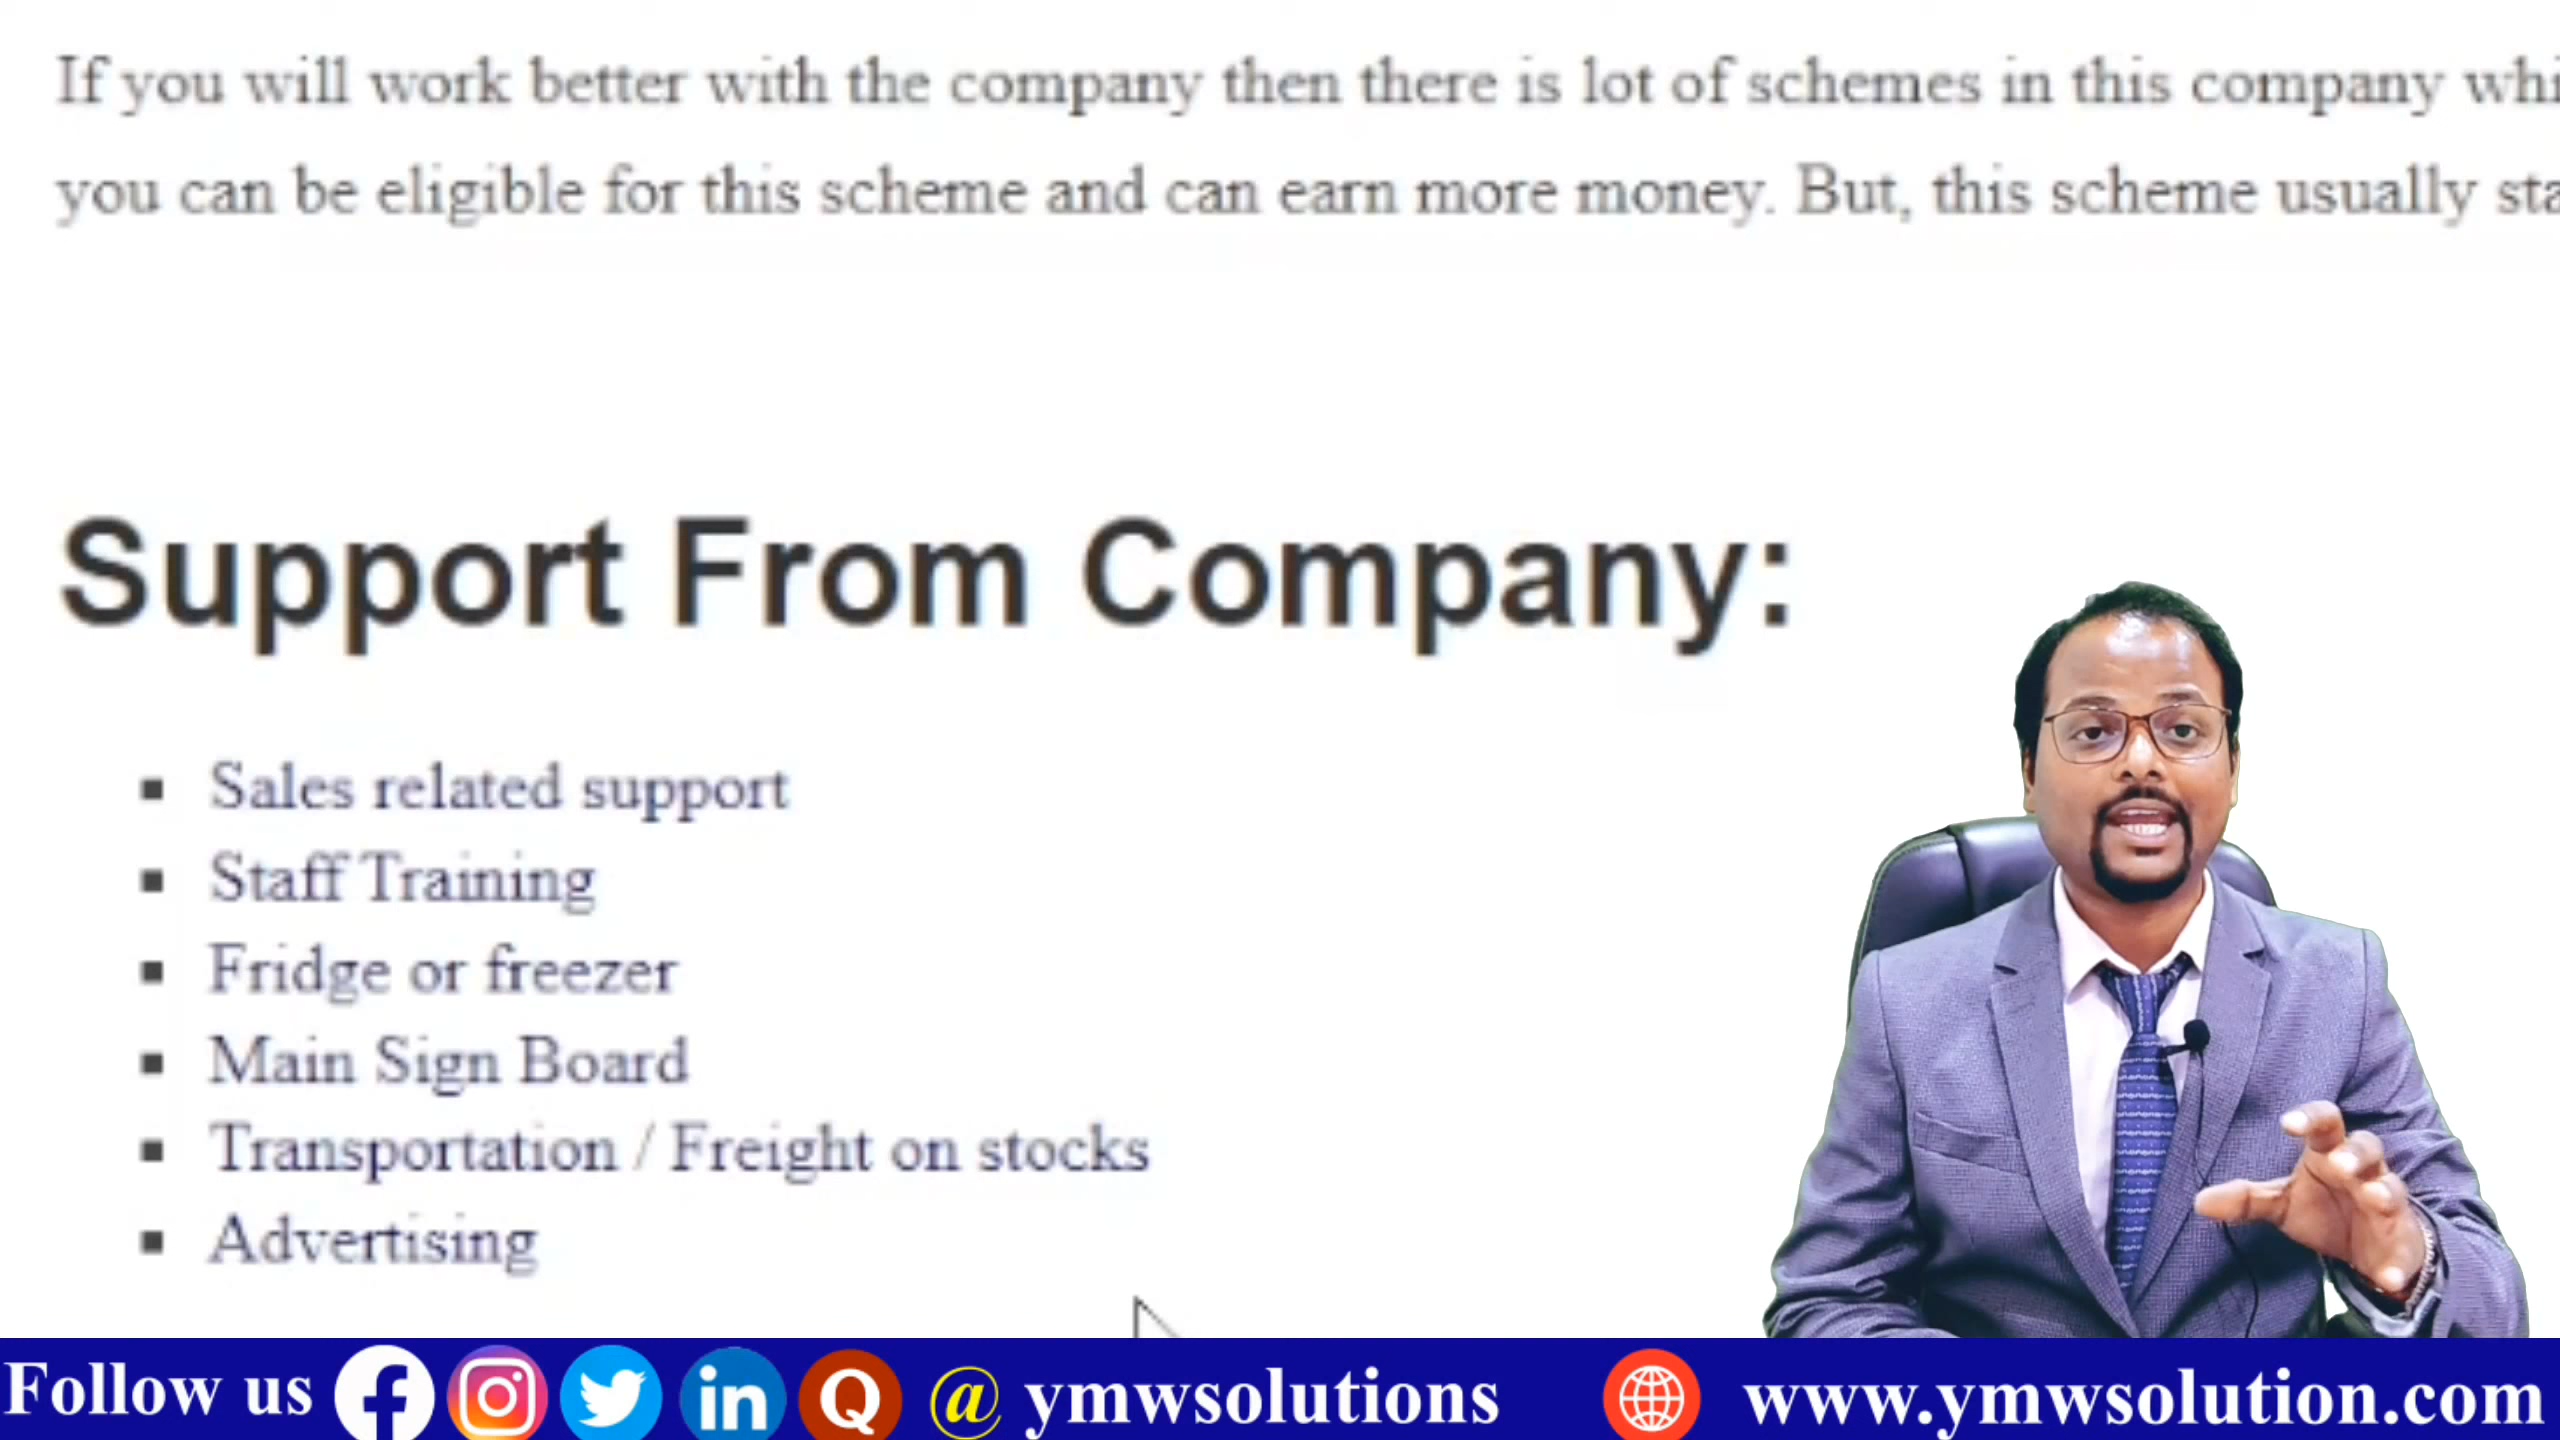 If you will work better with the company then there is lot of schemes in this company
you can be eligible for this scheme and can earn more money. But, this scheme usually
Support From Company:
Sales related support
Staff Training
Fridge or freezer
Main Sign Board
Transportation / Freight on stocks
Advertising
Follow us @ ymwsolutions www.ymwsolution.com